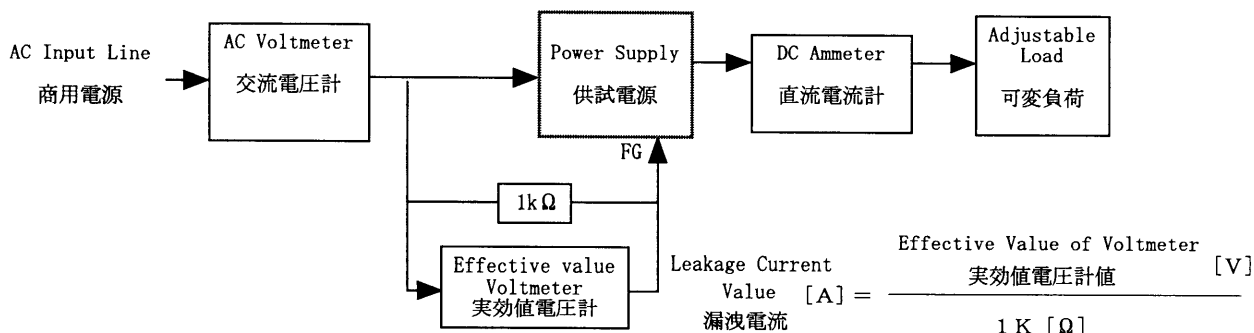 AC Input Line
商用電源
AC Voltmeter
交流電圧計
Power Supply
供試電源
DC Ammeter
直流電流計
Adjustable
Load
可変負荷
FG
1kΩ
Effective value
Voltmeter
実効値電圧計
Leakage Current
Value [A] =
漏洩電流
Effective Value of Voltmeter
実効値電圧計値 [V]
1 K [Ω]